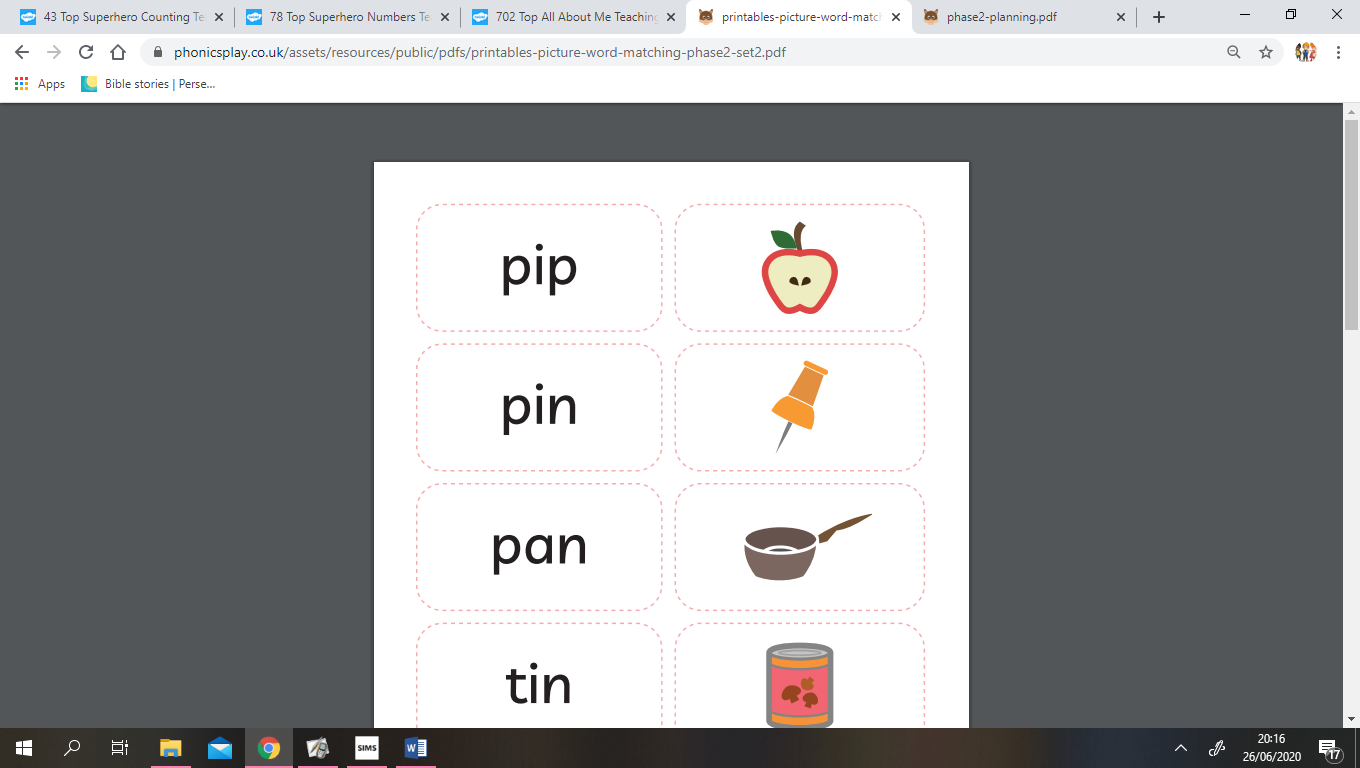 43 Top Superhero Counting Te
78 Top Superhero Numbers Te
702 Top All About Me Teaching
printables-picture-word-matc
phase2-planning.pdf
phonicsplay.co.uk/assets/resources/public/pdfs/printables-picture-word-matching-phase2-set2.pdf
Apps
Bible stories | Perse...
pip
pin
pan
tin
SIMS
20:16
26/06/2020
17